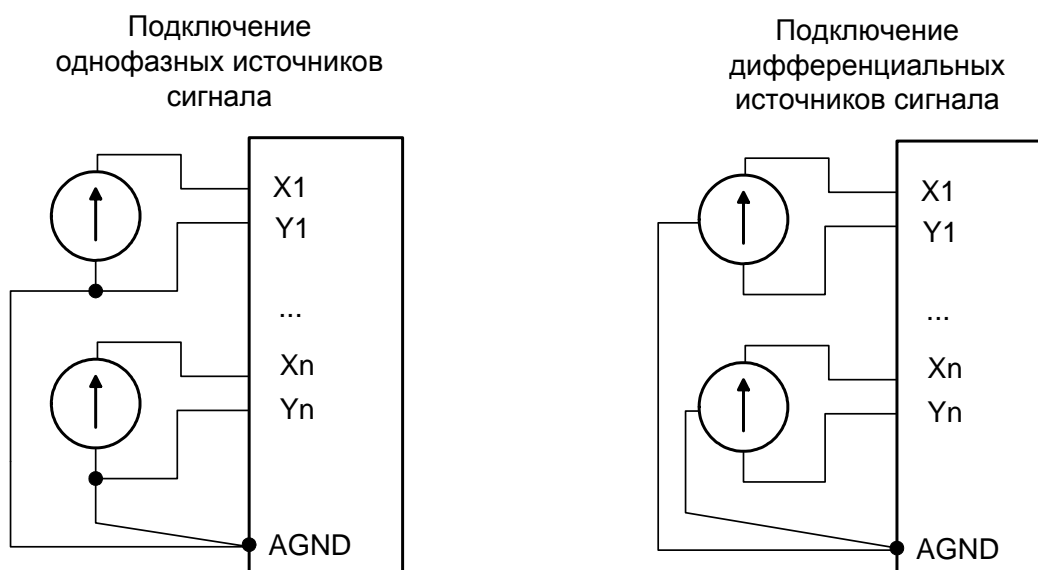 Подключение
однофазных источников
сигнала
X1
Y1
...
Xn
Yn
AGND
Подключение
дифференциальных
источников сигнала
X1
Y1
...
Xn
Yn
AGND